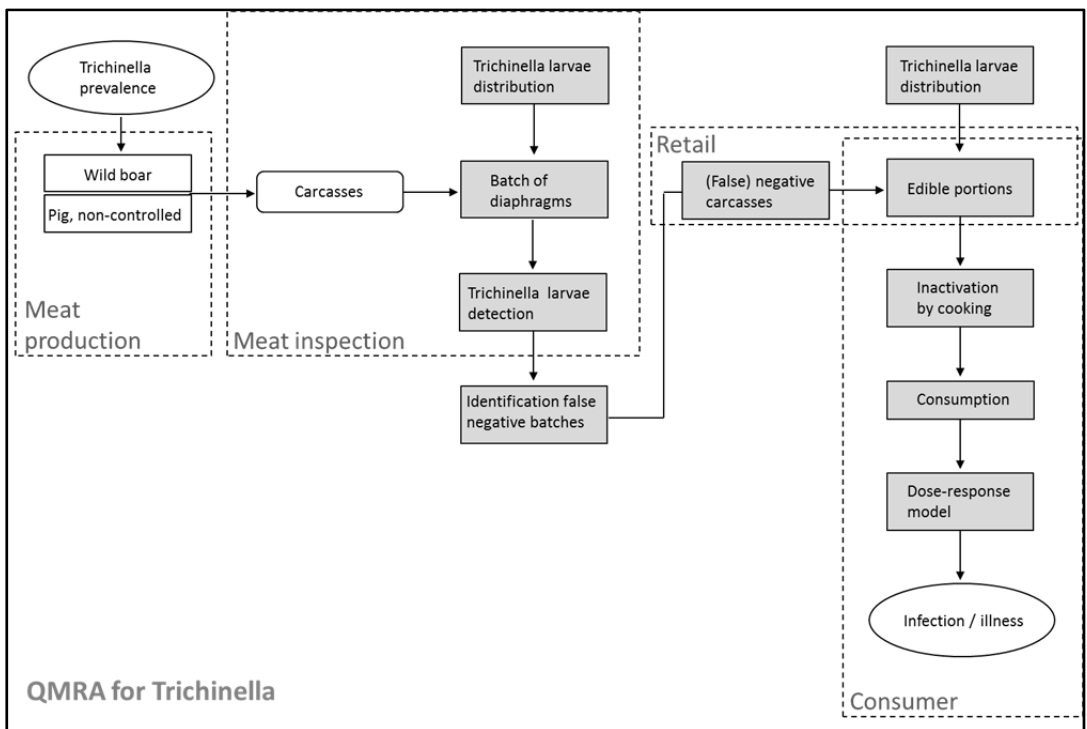 Trichinella
prevalence
Wild boar
Pig, non-controlled
Meat
production
Carcasses
Trichinella larvae
distribution
Batch of
diaphragms
Trichinella larvae
detection
Meat inspection
Identification false
negative batches
Retail
(False) negative
carcasses
Trichinella larvae
distribution
Edible portions
Inactivation
by cooking
Consumption
Dose-response
model
Infection / illness
Consumer
QMRA for Trichinella